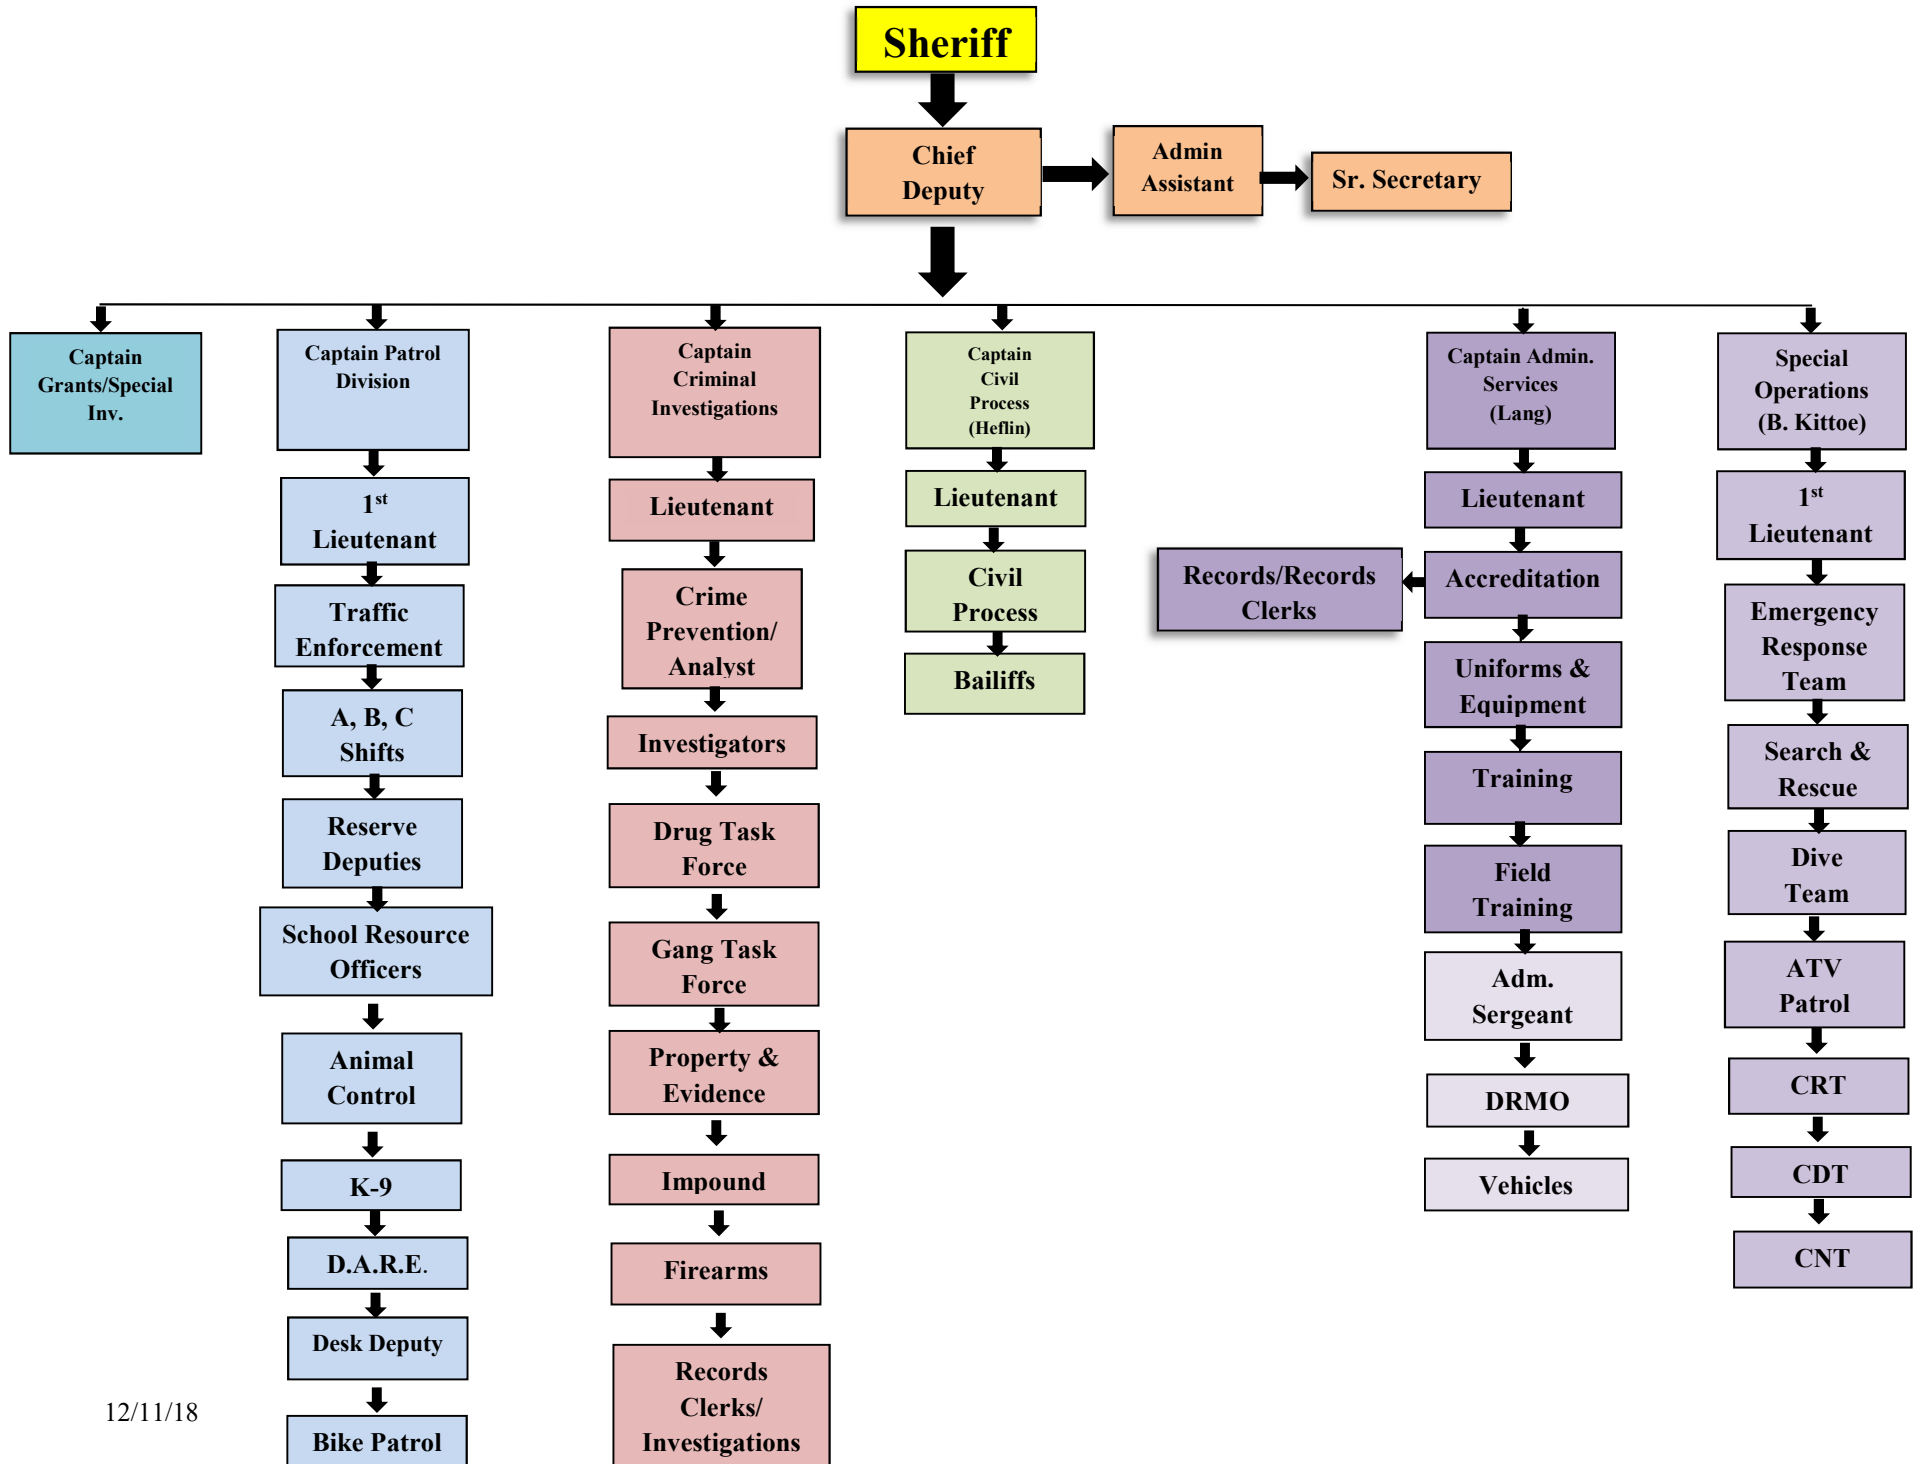 Sheriff
Chief
Deputy
Admin
Assistant
Sr. Secretary
Captain
Grants/Special
Inv.
Captain Patrol
Division
1st
Lieutenant
Traffic
Enforcement
A, B, C
Shifts
Reserve
Deputies
School Resource
Officers
Animal
Control
K-9
D.A.R.E.
Desk Deputy
Bike Patrol
Captain
Criminal
Investigations
Lieutenant
Crime
Prevention/
Analyst
Investigators
Drug Task
Force
Gang Task
Force
Property &
Evidence
Impound
Firearms
Records
Clerks/
Investigations
Captain
Civil
Process
(Heflin)
Lieutenant
Civil
Process
Bailiffs
Captain Admin.
Services
(Lang)
Lieutenant
Accreditation
Records/Records
Clerks
Uniforms &
Equipment
Training
Field
Training
Adm.
Sergeant
DRMO
Vehicles
Special
Operations
(B. Kittoe)
1st
Lieutenant
Emergency
Response
Team
Search &
Rescue
Dive
Team
ATV
Patrol
CRT
CDT
CNT
12/11/18